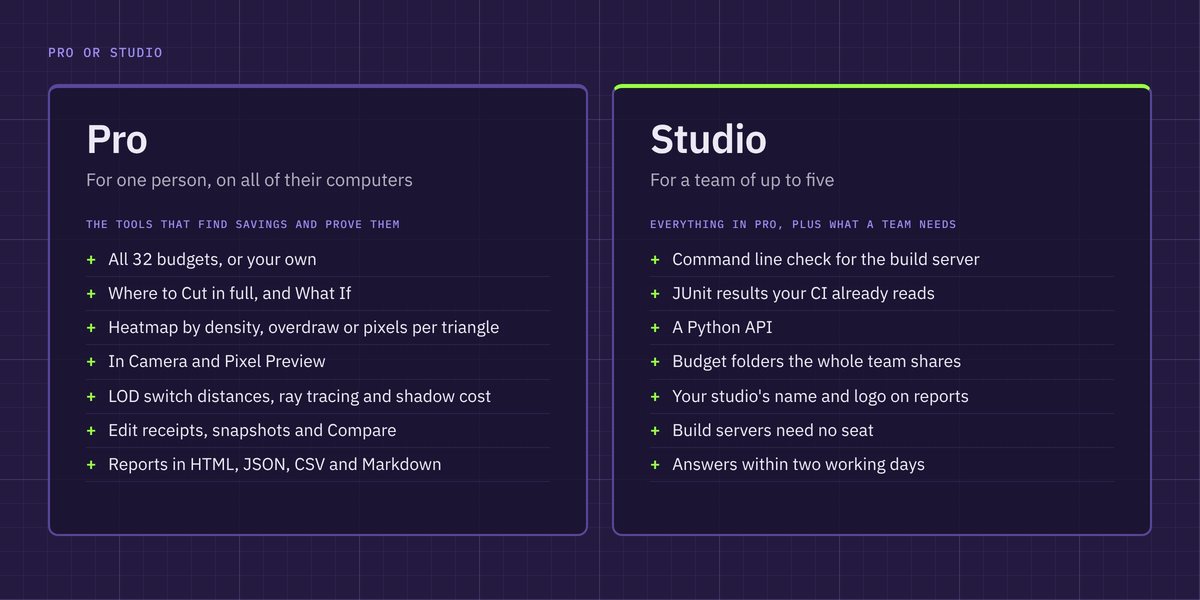 PRO OR STUDIO
Pro
For one person, on all of their computers
THE TOOLS THAT FIND SAVINGS AND PROVE THEM
+ All 32 budgets, or your own
+ Where to Cut in full, and What If
+ Heatmap by density, overdraw or pixels per triangle
+ In Camera and Pixel Preview
+ LOD switch distances, ray tracing and shadow cost
+ Edit receipts, snapshots and Compare
+ Reports in HTML, JSON, CSV and Markdown
Studio
For a team of up to five
EVERYTHING IN PRO, PLUS WHAT A TEAM NEEDS
+ Command line check for the build server
+ JUnit results your CI already reads
+ A Python API
+ Budget folders the whole team shares
+ Your studio's name and logo on reports
+ Build servers need no seat
+ Answers within two working days